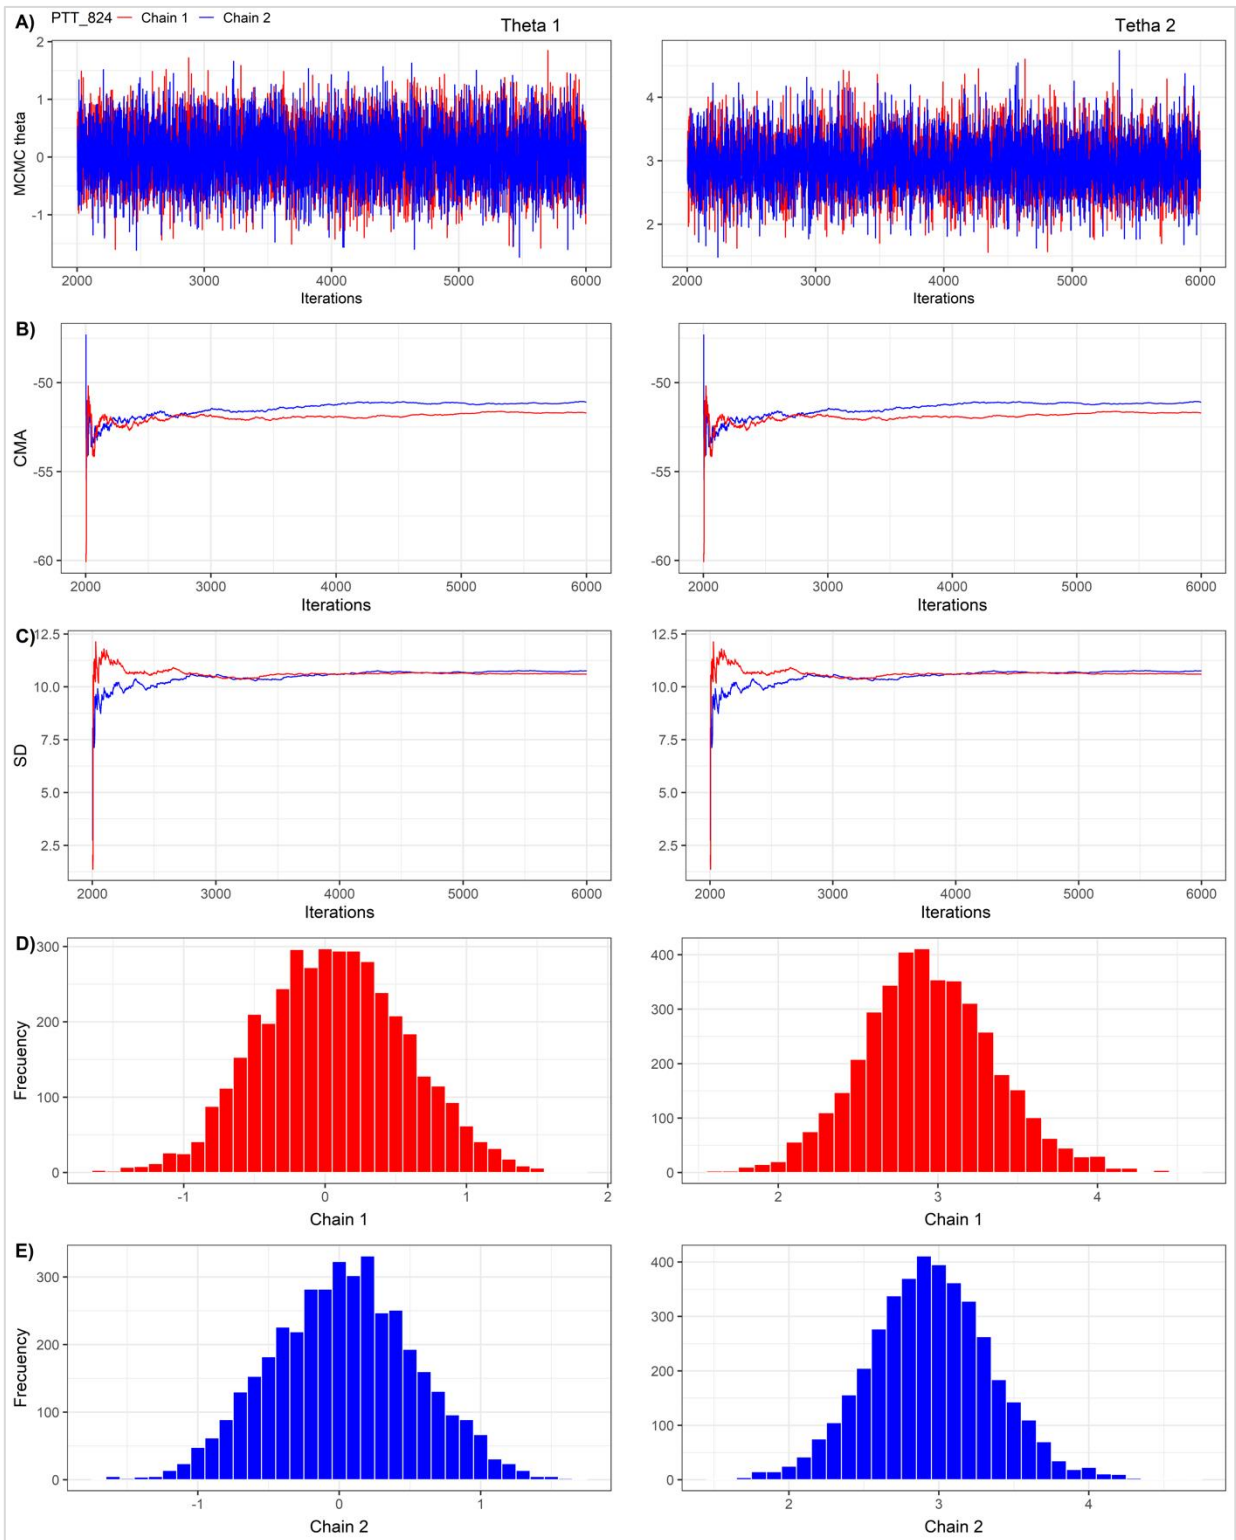 A) PTT_824 Chain 1 Chain 2
Theta 1 Tetha 2
MCMC theta
2
1
0
-1
2000 3000 4000 5000 6000
Iterations
4
3
2
2000 3000 4000 5000 6000
Iterations
B)
CMA
-50
-55
-60
2000 3000 4000 5000 6000
Iterations
-50
-55
-60
2000 3000 4000 5000 6000
Iterations
C)
SD
12.5
10.0
7.5
5.0
2.5
2000 3000 4000 5000 6000
Iterations
12.5
10.0
7.5
5.0
2.5
2000 3000 4000 5000 6000
Iterations
D)
Frecuency
300
200
100
0
-1 0 1 2
Chain 1
400
300
200
100
0
2 3 4
Chain 1
E)
Frecuency
300
200
100
0
-1 0 1
Chain 2
400
300
200
100
0
2 3 4
Chain 2